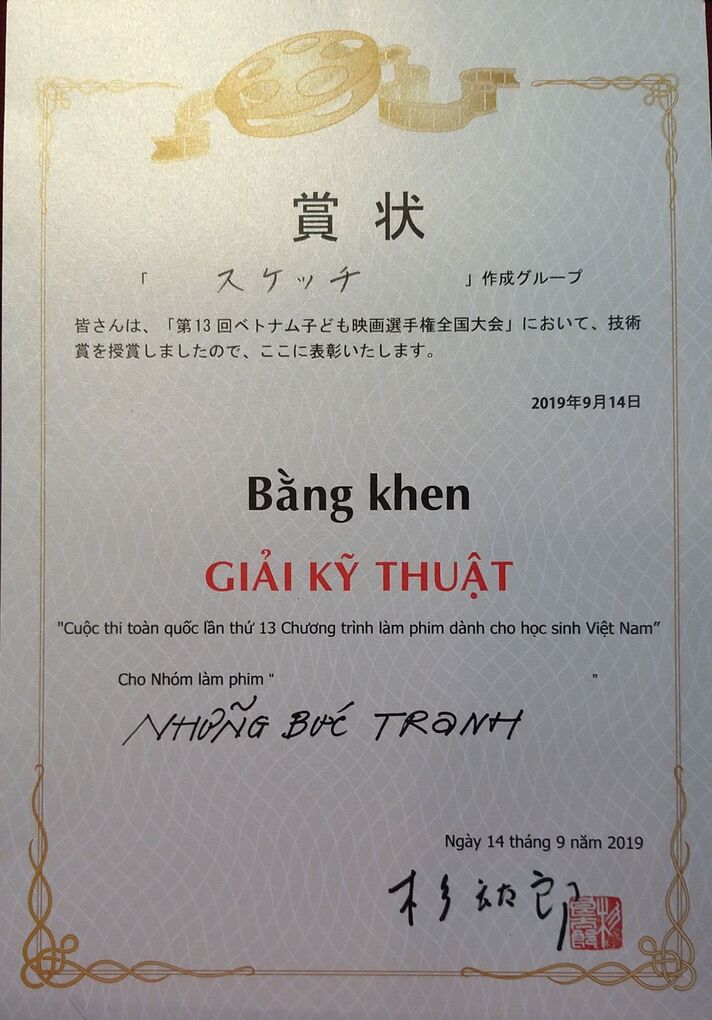 賞状
「 スケッチ 」作成グループ
皆さんは、「第13回ベトナム子ども映画選手権全国大会」において、技術
賞を授賞しましたので、ここに表彰いたします。
2019年9月14日
Bằng khen
GIẢI KỸ THUẬT
"Cuộc thi toàn quốc lần thứ 13 Chương trình làm phim dành cho học sinh Việt Nam”
Cho Nhóm làm phim “ ”
NHỮNG BỨC TRANH
Ngày 14 tháng 9 năm 2019